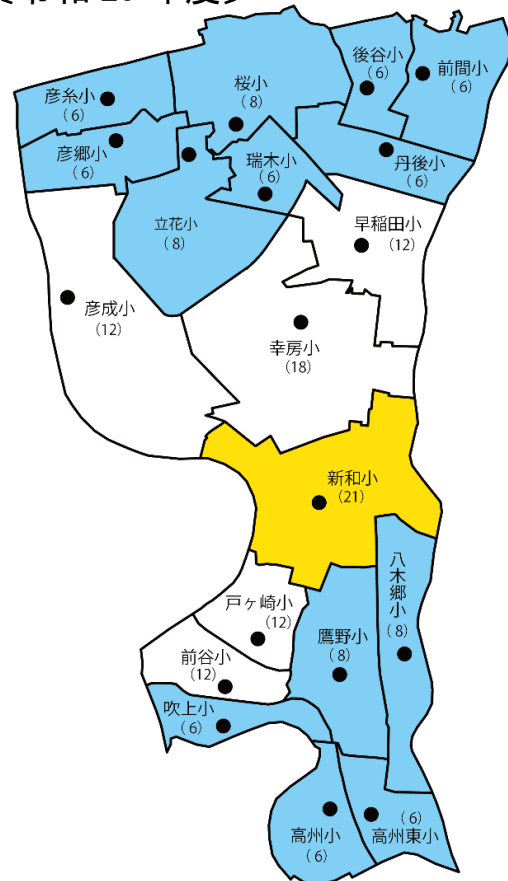 後谷小
(6)
前間小
(6)
彦糸小
(6)
桜小
(8)
彦郷小
(6)
瑞木小
(6)
丹後小
(6)
立花小
(8)
早稲田小
(12)
彦成小
(12)
幸房小
(18)
新和小
(21)
八木郷小
(8)
戸ヶ崎小
(12)
鷹野小
(8)
前谷小
(12)
吹上小
(6)
高州小
(6)
(6)
高州東小